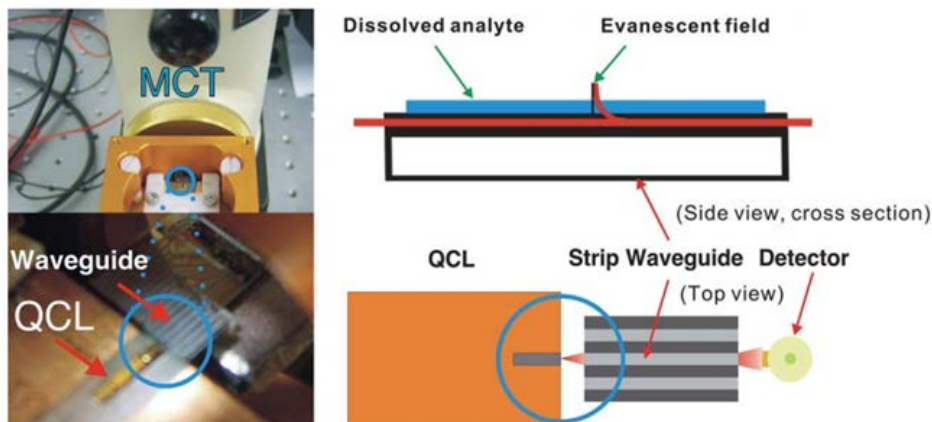 MCT
Waveguide
QCL
Dissolved analyte
Evanescent field
(Side view, cross section)
QCL
Strip Waveguide
Detector
(Top view)